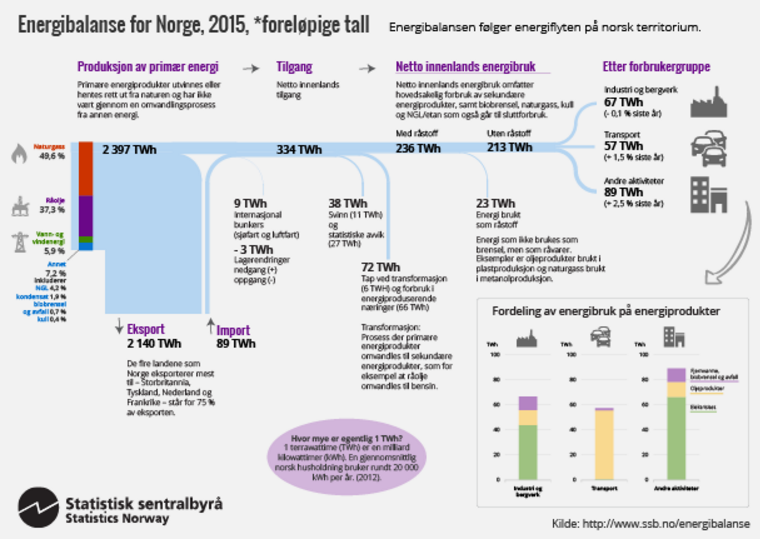 Energibalanse for Norge, 2015, *foreløpige tall
Energibalansen følger energiflyten på norsk territorium.
Produksjon av primær energi
Primære energiprodukter utvinnes eller
hentes rett ut fra naturen og har ikke
vært gjennom en omvandlingsprosess
fra annen energi.
Tilgang
Netto innenlands
tilgang
Netto innenlands energibruk
Netto innenlands energibruk omfatter
hovedsakelig forbruk av sekundære
energiprodukter, samt biobrensel, naturgass, kull
og NGL/etan som også går til sluttforbruk.
Etter forbrukergruppe
Industri og bergverk
67 TWh
(- 0,1 % siste år)
Transport
57 TWh
(+ 1,5 % siste år)
Andre aktiviteter
89 TWh
(+ 2,5 % siste år)
Med råstoff
236 TWh
Uten råstoff
213 TWh
Naturgass
49,6 %
Råolje
37,3 %
Vann- og
vindenergi
5,9 %
Annet
7,2 %
Inkluderer
NGL 4,2 %
kondensat 1,9 %
biobrensel
og avfall 0,7 %
kull 0,4 %
2 397 TWh
334 TWh
9 TWh
Internasjonal
bunkers
(sjøfart og luftfart)
- 3 TWh
Lagerendringer
nedgang (+)
oppgang (-)
38 TWh
Svinn (11 TWh)
og
statistiske avvik
(27 TWh)
72 TWh
Tap ved transformasjon
(6 TWH) og forbruk i
energiproduserende
næringer (66 TWh)
Transformasjon:
Prosess der primære
energiprodukter
omvandles til sekundære
energiprodukter, som for
eksempel at råolje
omvandles til bensin.
23 TWh
Energi brukt
som råstoff
Energi som ikke brukes som
brensel, men som råvarer.
Eksempler er oljeprodukter brukt i
plastproduksjon og naturgass brukt i
metanolproduksjon.
Eksport
2 140 TWh
De fire landene som
Norge eksporterer mest
til – Storbritannia,
Tyskland, Nederland og
Frankrike – står for 75 %
av eksporten.
Import
89 TWh
Hvor mye er egentlig 1 TWh?
1 terrawattime (TWh) er en milliard
kilowattimer (kWh). En gjennomsnittlig
norsk husholdning bruker rundt 20 000
kWh per år. (2012).
Fordeling av energibruk på energiprodukter
TWh
100
80
60
40
20
0
Industri og
bergverk
TWh
100
80
60
40
20
0
Transport
TWh
100
80
60
40
20
0
Andre aktiviteter
Fjernvarme,
biobrensel og avfall
Oljeprodukter
Elektrisitet
Statistisk sentralbyrå
Statistics Norway
Kilde: http://www.ssb.no/energibalanse